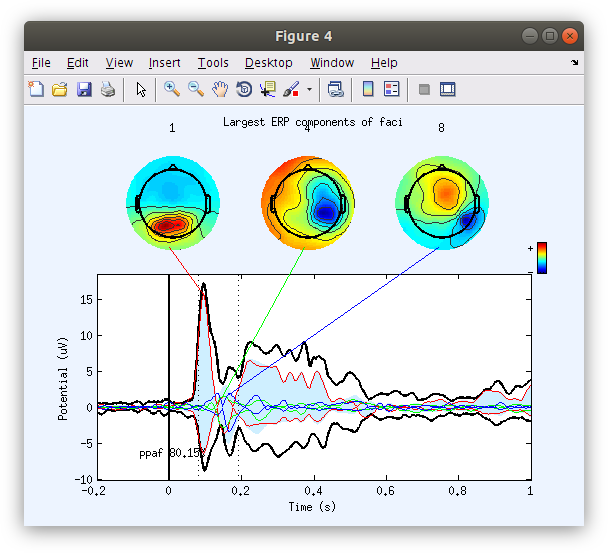 Figure 4
File Edit View Insert Tools Desktop Window Help
Largest ERP components of faci
1 4 8
+
−
15
10
5
0
-5
-10
Potential (uV)
ppaf 80.15%
-0.2 0 0.2 0.4 0.6 0.8 1
Time (s)